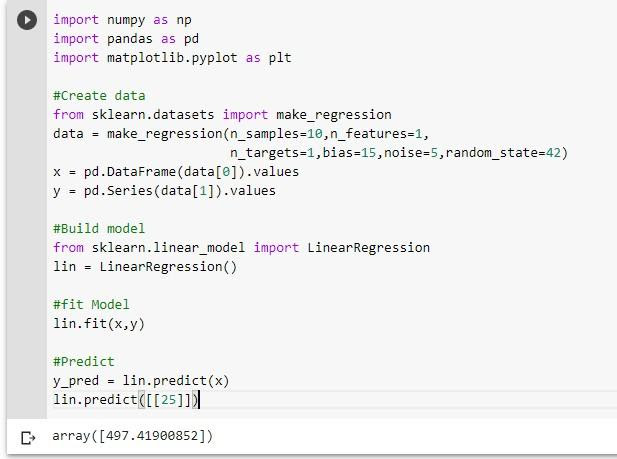 import numpy as np
import pandas as pd
import matplotlib.pyplot as plt
#Create data
from sklearn.datasets import make_regression
data = make_regression(n_samples=10,n_features=1,
n_targets=1,bias=15,noise=5,random_state=42)
x = pd.DataFrame(data[0]).values
y = pd.Series(data[1]).values
#Build model
from sklearn.linear_model import LinearRegression
lin = LinearRegression()
#fit Model
lin.fit(x,y)
#Predict
y_pred = lin.predict(x)
lin.predict([[25]])
array([497.41900852])